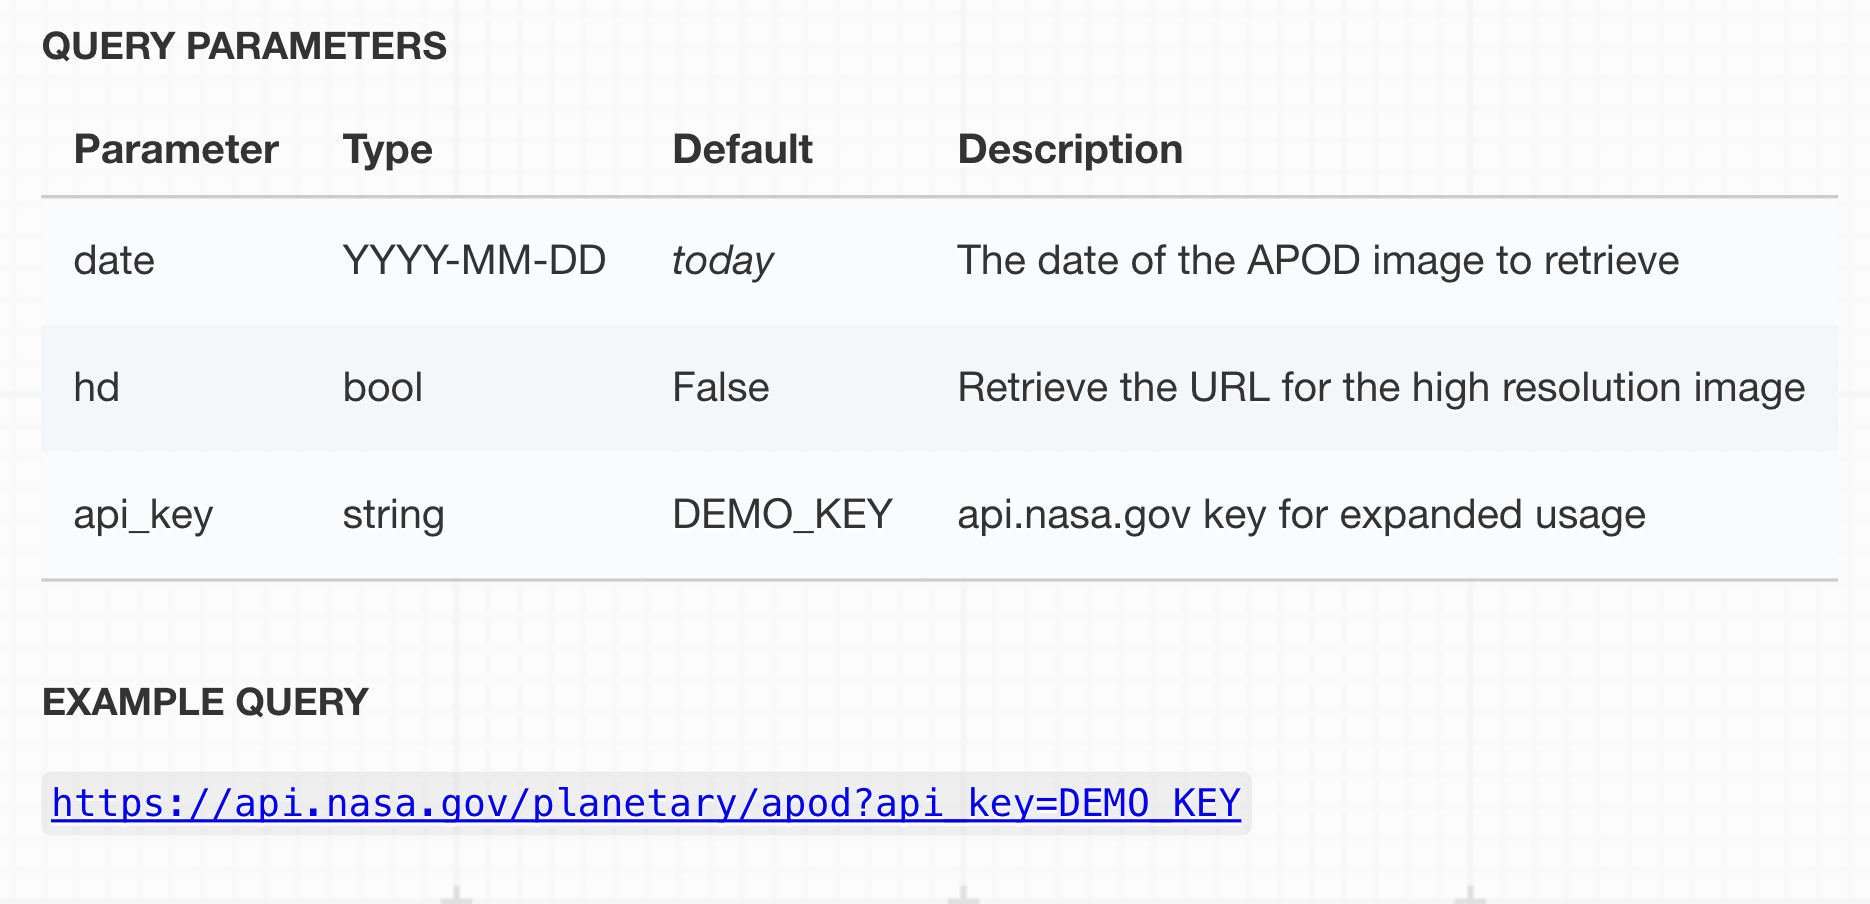 QUERY PARAMETERS
Parameter Type Default Description
date YYYY-MM-DD today The date of the APOD image to retrieve
hd bool False Retrieve the URL for the high resolution image
api_key string DEMO_KEY api.nasa.gov key for expanded usage
EXAMPLE QUERY
https://api.nasa.gov/planetary/apod?api_key=DEMO_KEY